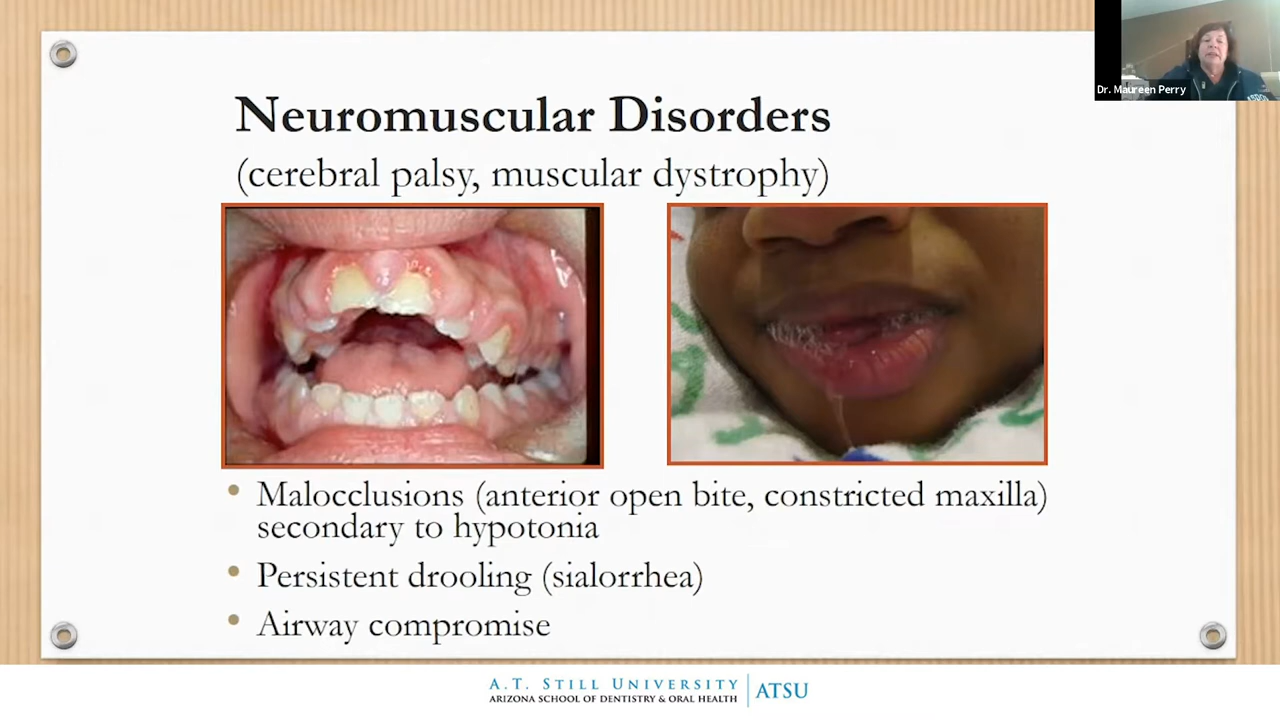 Dr. Maureen Perry
Neuromuscular Disorders
(cerebral palsy, muscular dystrophy)
• Malocclusions (anterior open bite, constricted maxilla)
secondary to hypotonia
• Persistent drooling (sialorrhea)
• Airway compromise
A.T. STILL UNIVERSITY
ARIZONA SCHOOL OF DENTISTRY & ORAL HEALTH
ATSU